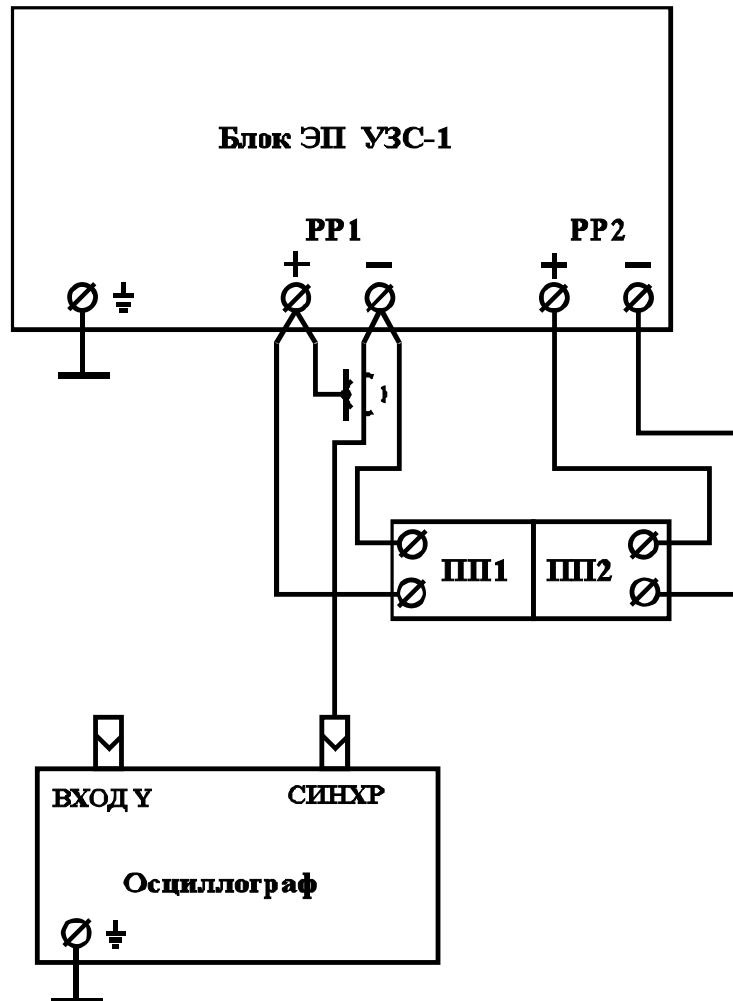 Блок ЭП УЗС-1
РР1 РР2
+ − + −
ПП1 ПП2
ВХОД Y СИНХР
Осциллограф